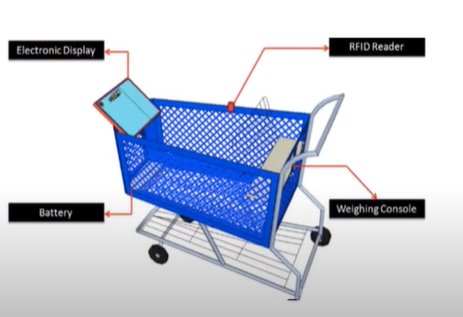 Electronic Display
RFID Reader
Battery
Weighing Console